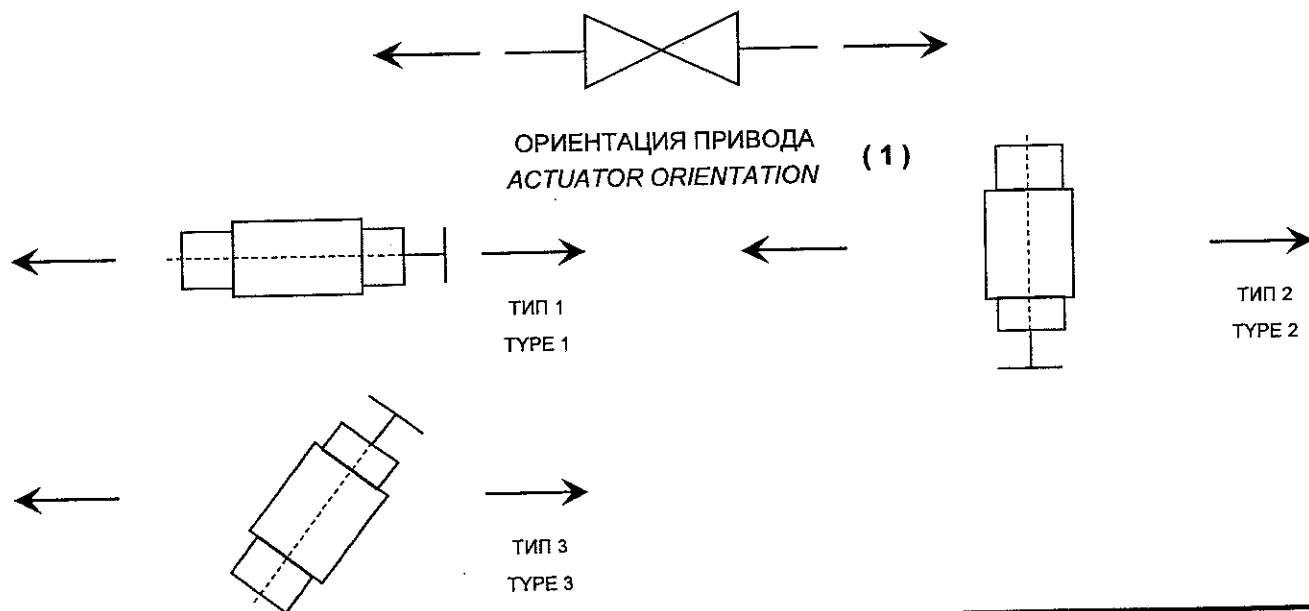 ОРИЕНТАЦИЯ ПРИВОДА
ACTUATOR ORIENTATION
( 1 )
ТИП 1
TYPE 1
ТИП 2
TYPE 2
ТИП 3
TYPE 3